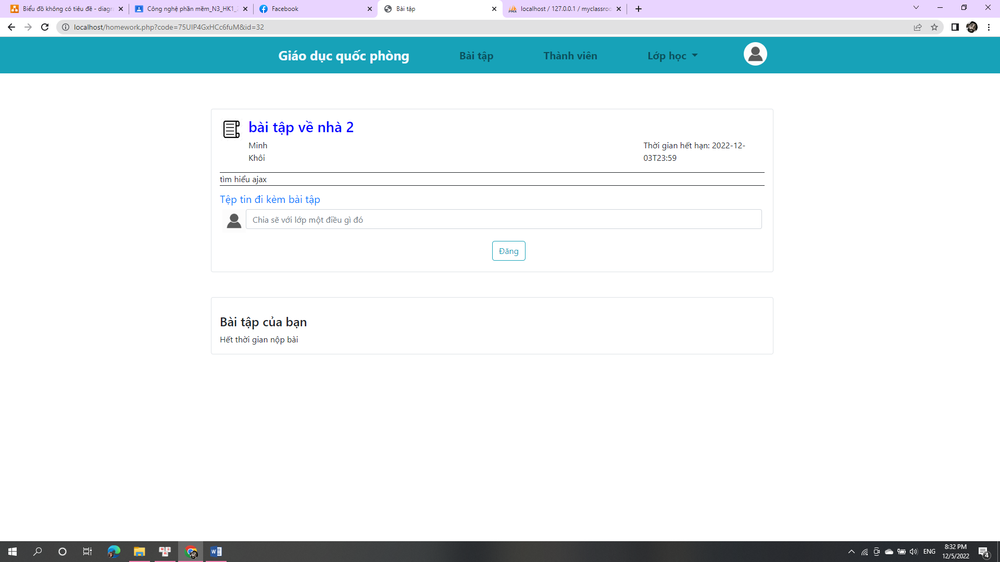 Biểu đồ không có tiêu đề - diagra
Công nghệ phần mềm_N3_HK1_2
Facebook
Bài tập
PMA
localhost / 127.0.0.1 / myclassroo
localhost/homework.php?code=75UIP4GxHCc6fuM&id=32
Giáo dục quốc phòng
Bài tập
Thành viên
Lớp học
bài tập về nhà 2
Minh
Khôi
Thời gian hết hạn: 2022-12-
03T23:59
tìm hiểu ajax
Tệp tin đi kèm bài tập
Chia sẽ với lớp một điều gì đó
Đăng
Bài tập của bạn
Hết thời gian nộp bài
ENG
8:32 PM
12/5/2022
4